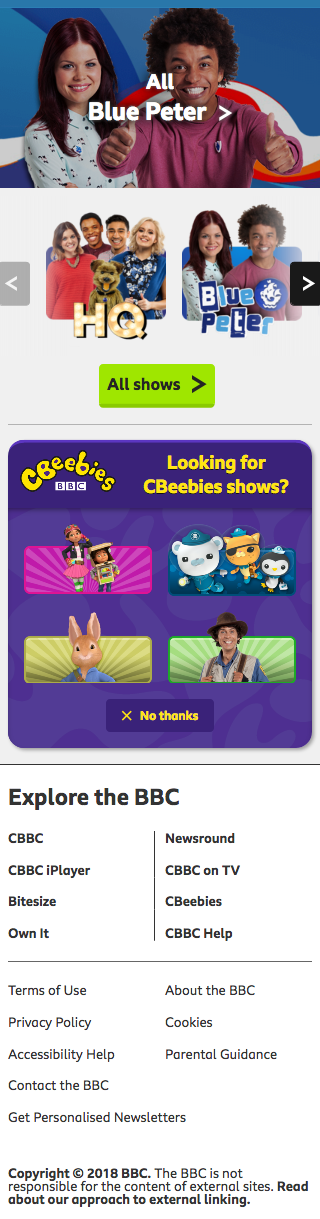 All
Blue Peter >
HQ
Blue
Peter
All shows
CBeebies
BBC
Looking for
CBeebies shows?
No thanks
Explore the BBC
CBBC
Newsround
CBBC iPlayer
CBBC on TV
Bitesize
CBeebies
Own It
CBBC Help
Terms of Use
About the BBC
Privacy Policy
Cookies
Accessibility Help
Parental Guidance
Contact the BBC
Get Personalised Newsletters
Copyright © 2018 BBC. The BBC is not
responsible for the content of external sites. Read
about our approach to external linking.